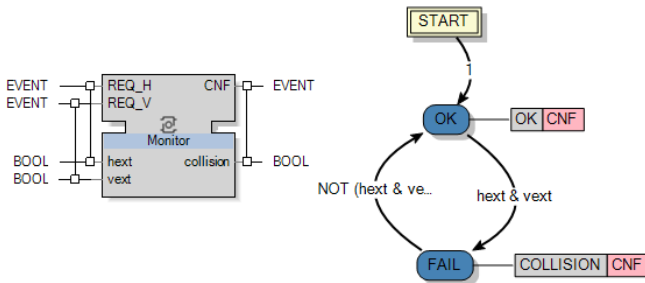 START
1
EVENT REQ_H CNF EVENT
EVENT REQ_V
OK OK CNF
Monitor
BOOL hext collision BOOL
BOOL vext
NOT (hext & ve...
hext & vext
FAIL COLLISION CNF